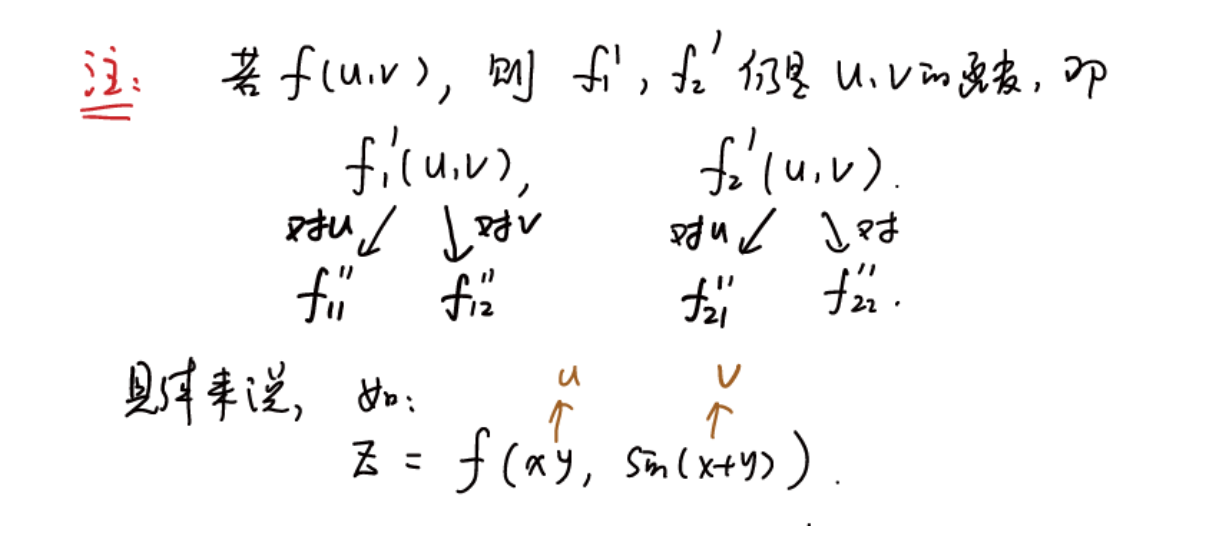 注: 若 f(u,v), 则 f₁', f₂' 仍是 u,v的函数, 即
f₁'(u,v), f₂'(u,v).
对u 对v 对u 对
f₁₁'' f₁₂'' f₂₁'' f₂₂''.
具体来说, 如: u v
z = f(xy, sin(x+y)).